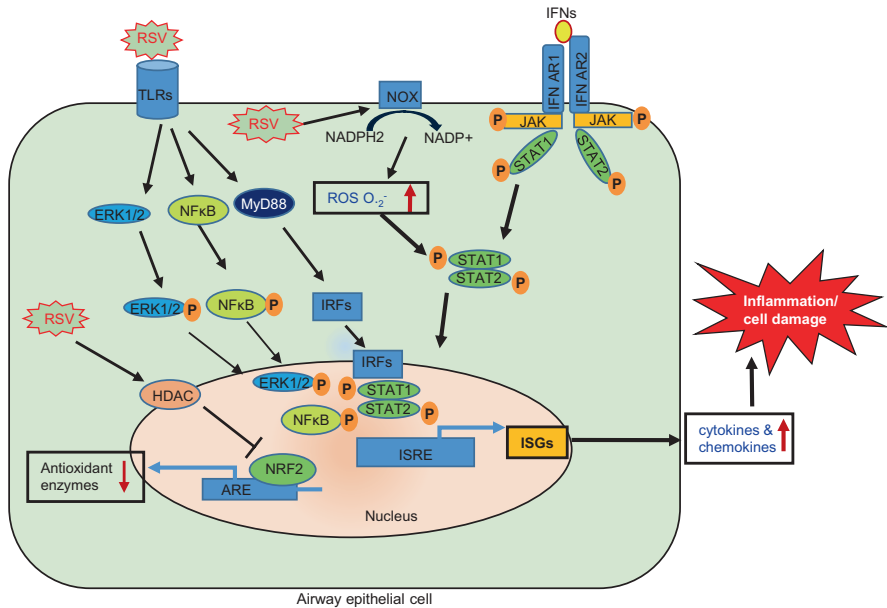 IFNs
RSV
TLRs
RSV
NOX
NADPH2
NADP+
IFN AR1
IFN AR2
P
JAK
JAK
P
STAT1
STAT2
P
P
ERK1/2
NFκB
MyD88
ROS O.₂⁻
P
STAT1
STAT2
P
ERK1/2
P
NFκB
P
IRFs
RSV
Inflammation/
cell damage
IRFs
HDAC
ERK1/2
P
P
STAT1
STAT2
P
NFκB
P
ISRE
ISGs
cytokines &
chemokines
Antioxidant
enzymes
NRF2
ARE
Nucleus
Airway epithelial cell